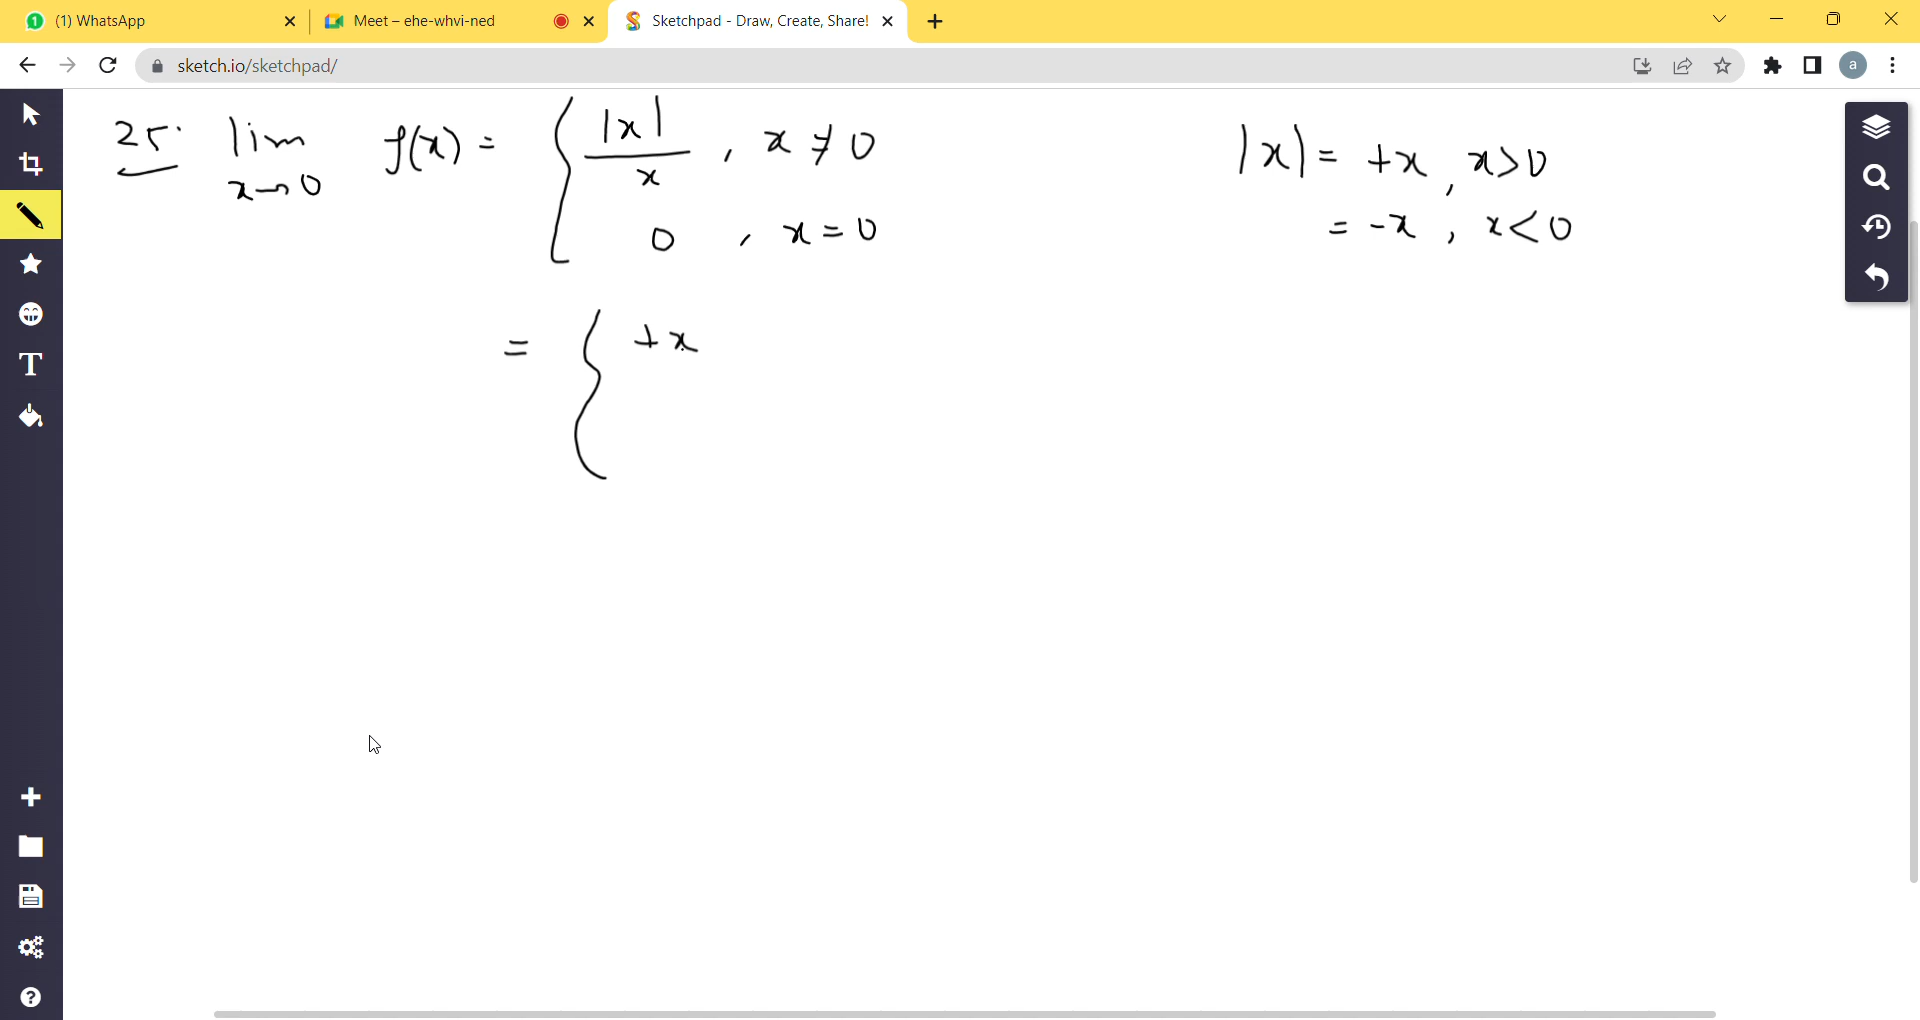 (1) WhatsApp
Meet – ehe-whvi-ned
Sketchpad - Draw, Create, Share!
sketch.io/sketchpad/
a
25. lim x→0 f(x) = { |x|/x , x ≠ 0
0 , x = 0
|x| = +x , x>0
= -x , x<0
= { +x
T